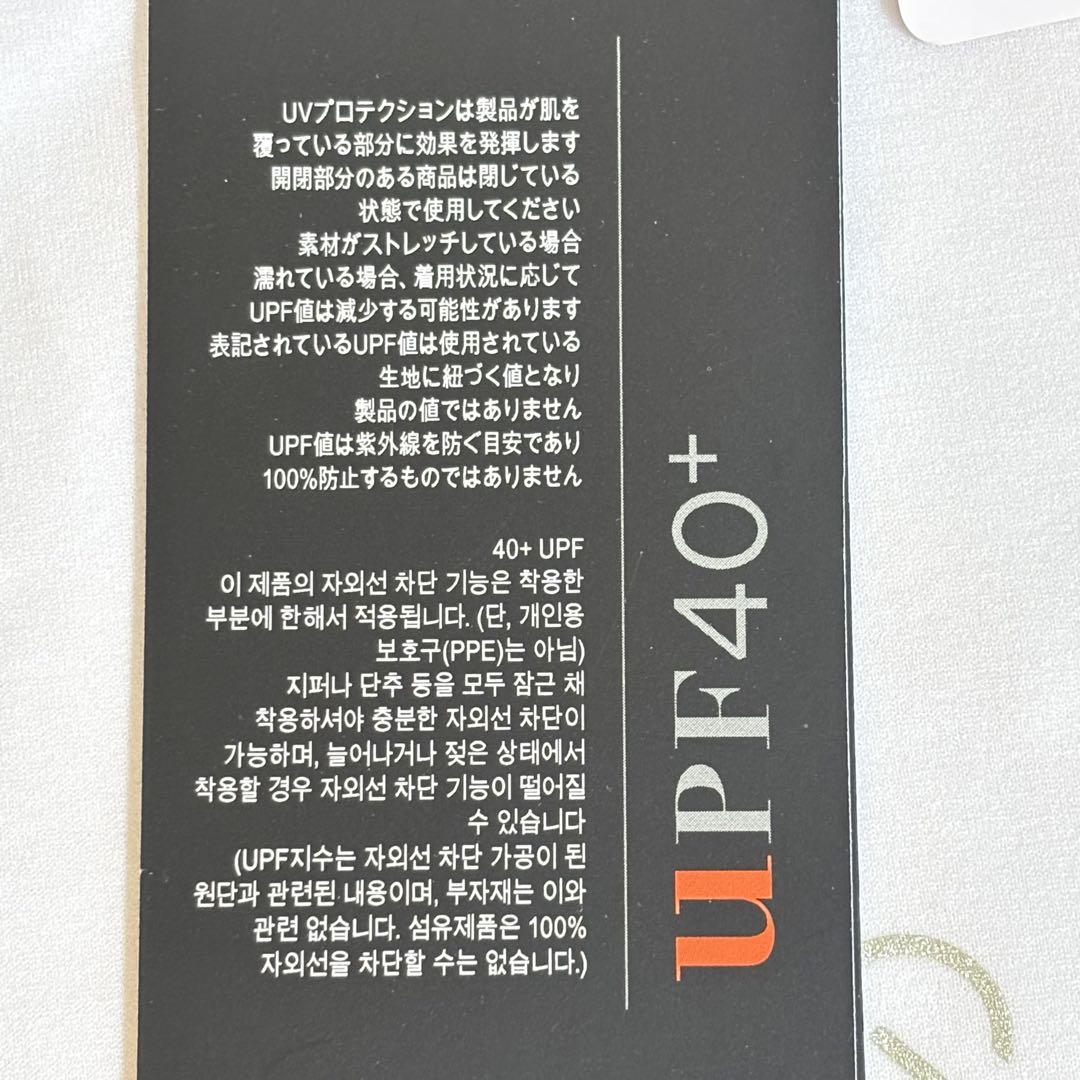 UVプロテクションは製品が肌を
覆っている部分に効果を発揮します
開閉部分のある商品は閉じている
状態で使用してください
素材がストレッチしている場合
濡れている場合、着用状況に応じて
UPF値は減少する可能性があります
表記されているUPF値は使用されている
生地に紐づく値となり
製品の値ではありません
UPF値は紫外線を防ぐ目安であり
100%防止するものではありません
40+ UPF
이 제품의 자외선 차단 기능은 착용한
부분에 한해서 적용됩니다. (단, 개인용
보호구(PPE)는 아님)
지퍼나 단추 등을 모두 잠근 채
착용하셔야 충분한 자외선 차단이
가능하며, 늘어나거나 젖은 상태에서
착용할 경우 자외선 차단 기능이 떨어질
수 있습니다
(UPF지수는 자외선 차단 가공이 된
원단과 관련된 내용이며, 부자재는 이와
관련 없습니다. 섬유제품은 100%
자외선을 차단할 수는 없습니다.)
uPF40+